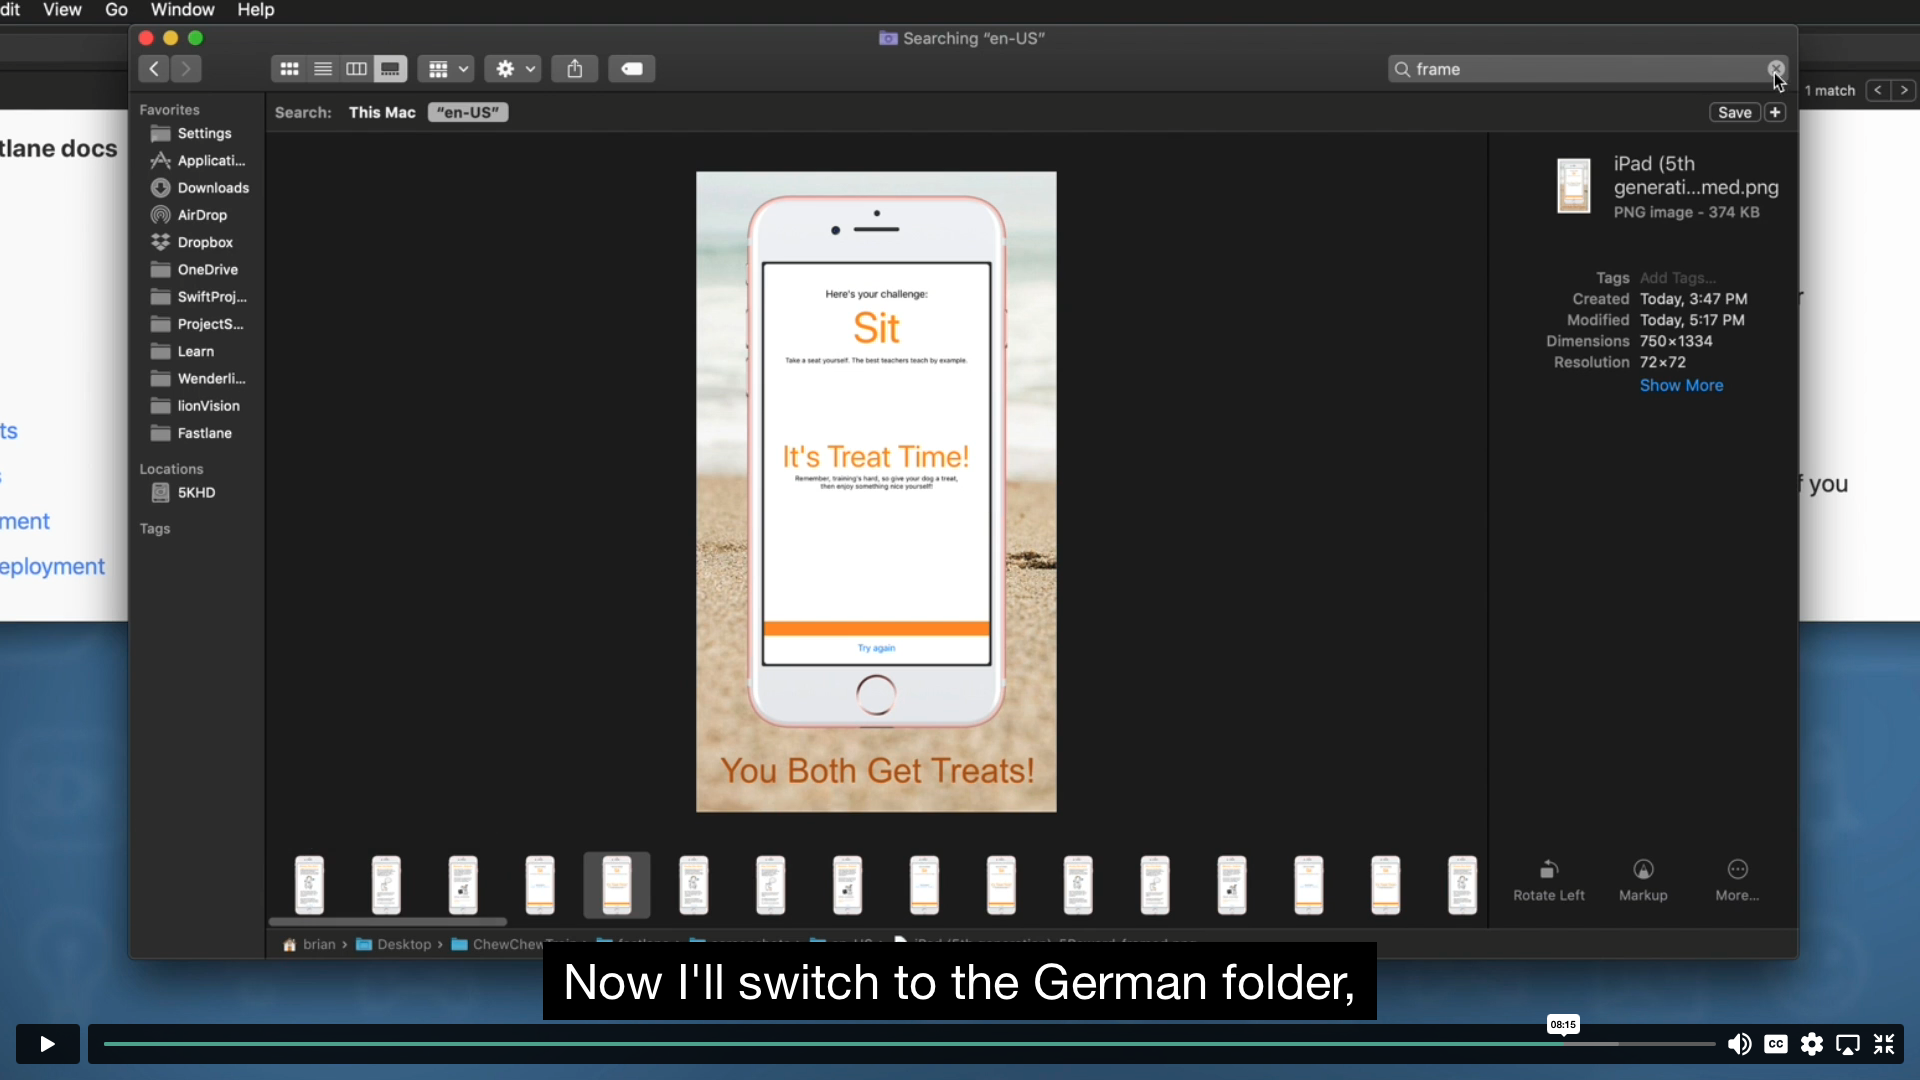 dit View Go Window Help
Searching “en-US”
frame
1 match
Search: This Mac “en-US”
Save +
tlane docs
ts
ment
eployment
f you
Favorites
Settings
Applicati...
Downloads
AirDrop
Dropbox
OneDrive
SwiftProj...
ProjectS...
Learn
Wenderli...
lionVision
Fastlane
Locations
5KHD
Tags
Here's your challenge:
Sit
Take a seat yourself. The best teachers teach by example.
It's Treat Time!
Remember, training's hard, so give your dog a treat,
then enjoy something nice yourself!
Try again
You Both Get Treats!
iPad (5th
generati...med.png
PNG image - 374 KB
Tags Add Tags...
Created Today, 3:47 PM
Modified Today, 5:17 PM
Dimensions 750×1334
Resolution 72×72
Show More
Rotate Left
Markup
More...
brian › Desktop › ChewChew
Now I'll switch to the German folder,
08:15
CC